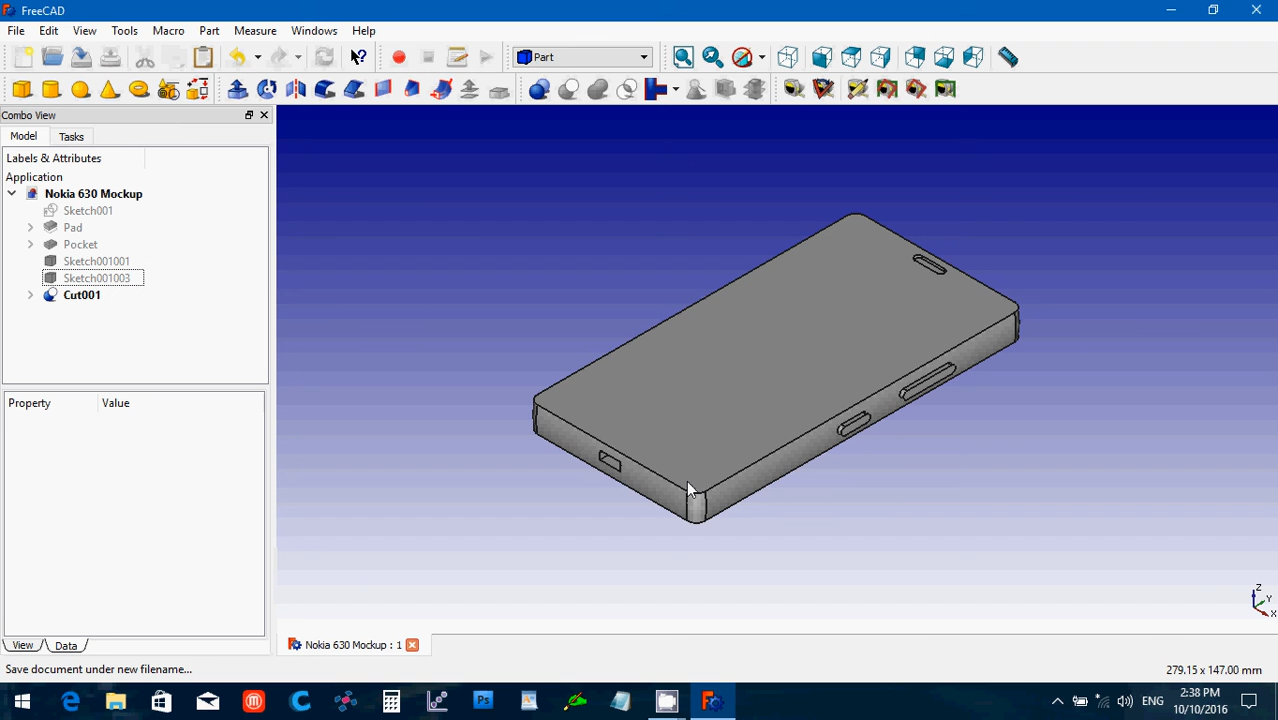 FreeCAD
File Edit View Tools Macro Part Measure Windows Help
Part
Combo View
Model Tasks
Labels & Attributes
Application
Nokia 630 Mockup
Sketch001
Pad
Pocket
Sketch001001
Sketch001003
Cut001
Property Value
Z
Y
X
View Data
Nokia 630 Mockup : 1
Save document under new filename...
279.15 x 147.00 mm
Ps
ENG
2:38 PM
10/10/2016